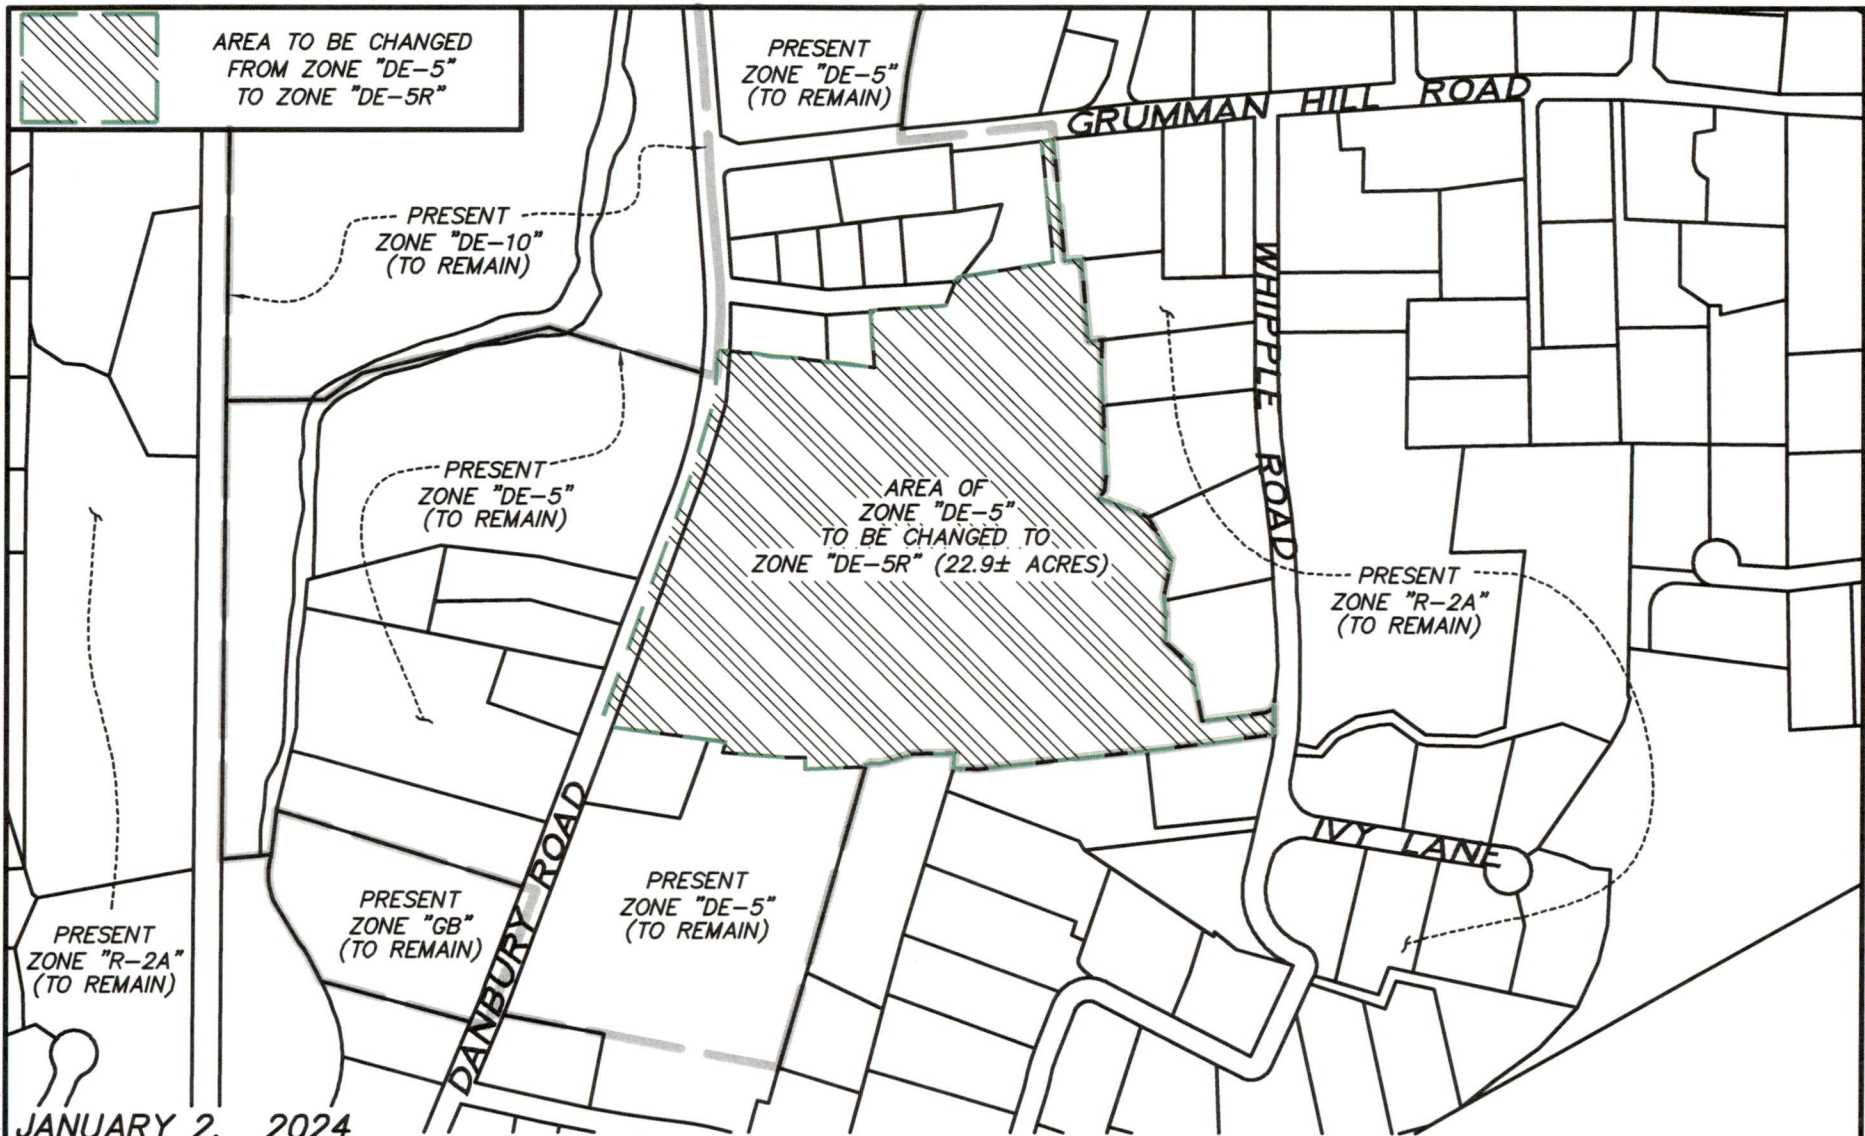 AREA TO BE CHANGED
FROM ZONE "DE-5"
TO ZONE "DE-5R"
PRESENT
ZONE "DE-5"
(TO REMAIN)
GRUMMAN HILL ROAD
PRESENT
ZONE "DE-10"
(TO REMAIN)
WHIPPLE ROAD
PRESENT
ZONE "DE-5"
(TO REMAIN)
AREA OF
ZONE "DE-5"
TO BE CHANGED TO
ZONE "DE-5R" (22.9± ACRES)
PRESENT
ZONE "R-2A"
(TO REMAIN)
IVY LANE
DANBURY ROAD
PRESENT
ZONE "GB"
(TO REMAIN)
PRESENT
ZONE "DE-5"
(TO REMAIN)
PRESENT
ZONE "R-2A"
(TO REMAIN)
JANUARY 2, 2024